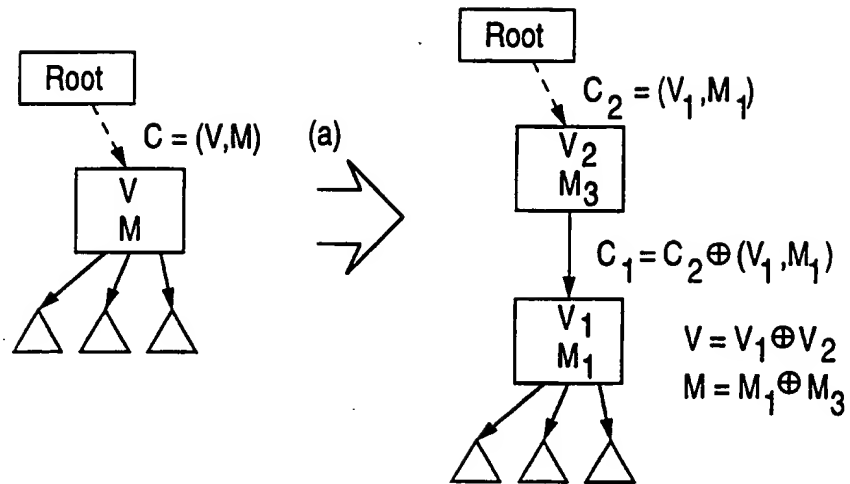 Root
C = (V,M)
V
M
(a)
Root
C₂ = (V₁,M₁)
V₂
M₃
C₁ = C₂ ⊕ (V₁,M₁)
V₁
M₁
V = V₁ ⊕ V₂
M = M₁ ⊕ M₃